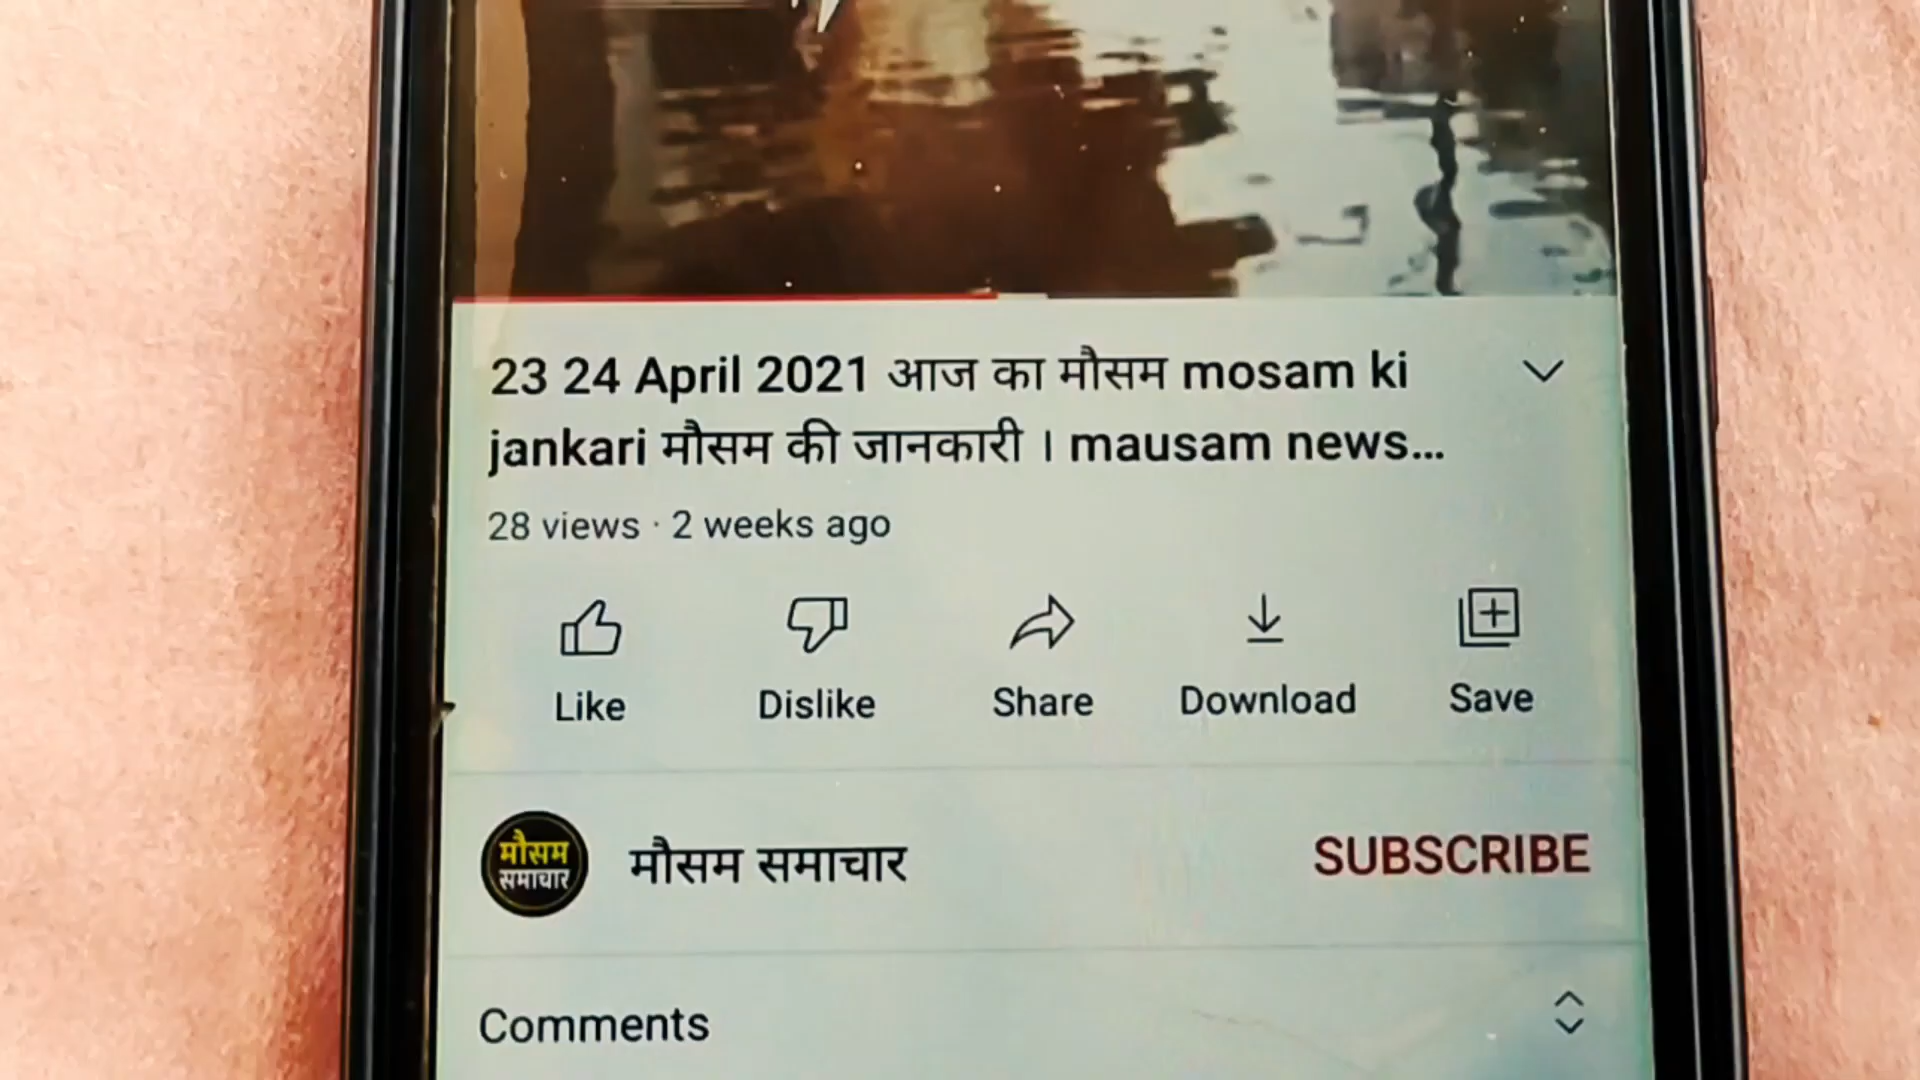 23 24 April 2021 आज का मौसम mosam ki
jankari मौसम की जानकारी । mausam news...
28 views · 2 weeks ago
Like Dislike Share Download Save
मौसम
समाचार
मौसम समाचार SUBSCRIBE
Comments